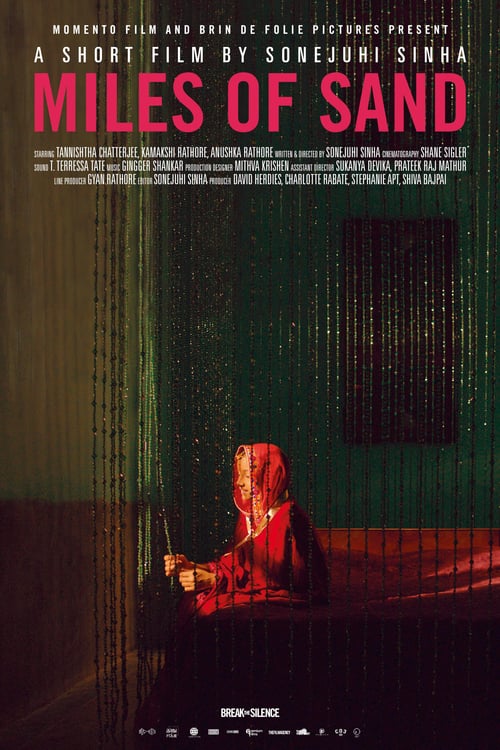 MOMENTO FILM AND BRIN DE FOLIE PICTURES PRESENT
A SHORT FILM BY SONEJUHI SINHA
MILES OF SAND
STARRING TANNISHTHA CHATTERJEE, KAMAKSHI RATHORE, ANUSHKA RATHORE WRITTEN & DIRECTED BY SONEJUHI SINHA CINEMATOGRAPHY SHANE SIGLER
SOUND T. TERRESSA TATE MUSIC GINGGER SHANKAR PRODUCTION DESIGNER MITHVA KRISHEN ASSISTANT DIRECTOR SUKANYA DEVIKA, PRATEEK RAJ MATHUR
LINE PRODUCER GYAN RATHORE EDITOR SONEJUHI SINHA PRODUCER DAVID HERDIES, CHARLOTTE RABATE, STEPHANIE APT, SHIVA BAJPAI
BREAK THE SILENCE